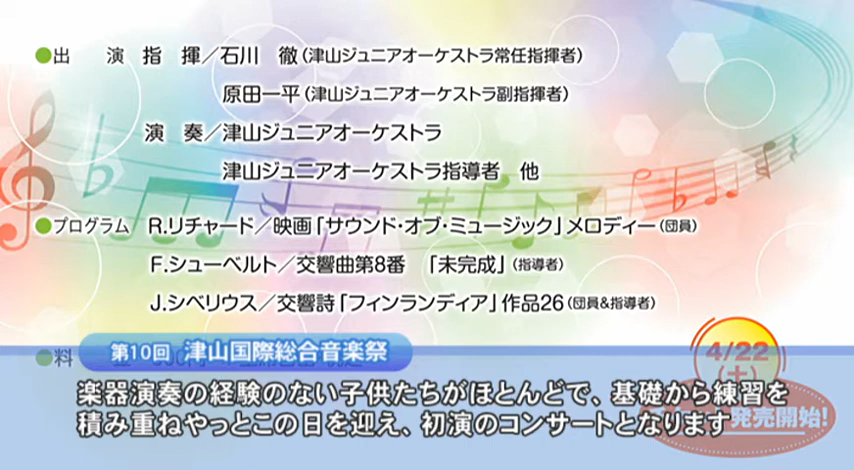 ●出　演 指　揮／石川　徹（津山ジュニアオーケストラ常任指揮者）
原田一平（津山ジュニアオーケストラ副指揮者）
演　奏／津山ジュニアオーケストラ
津山ジュニアオーケストラ指導者　他
●プログラム R.リチャード／映画「サウンド・オブ・ミュージック」メロディー（団員）
F.シューベルト／交響曲第8番　「未完成」（指導者）
J.シベリウス／交響詩「フィンランディア」作品26（団員&指導者）
●料
第10回 津山国際総合音楽祭
4/22
（土）
楽器演奏の経験のない子供たちがほとんどで、基礎から練習を
積み重ねやっとこの日を迎え、初演のコンサートとなります
発売開始!